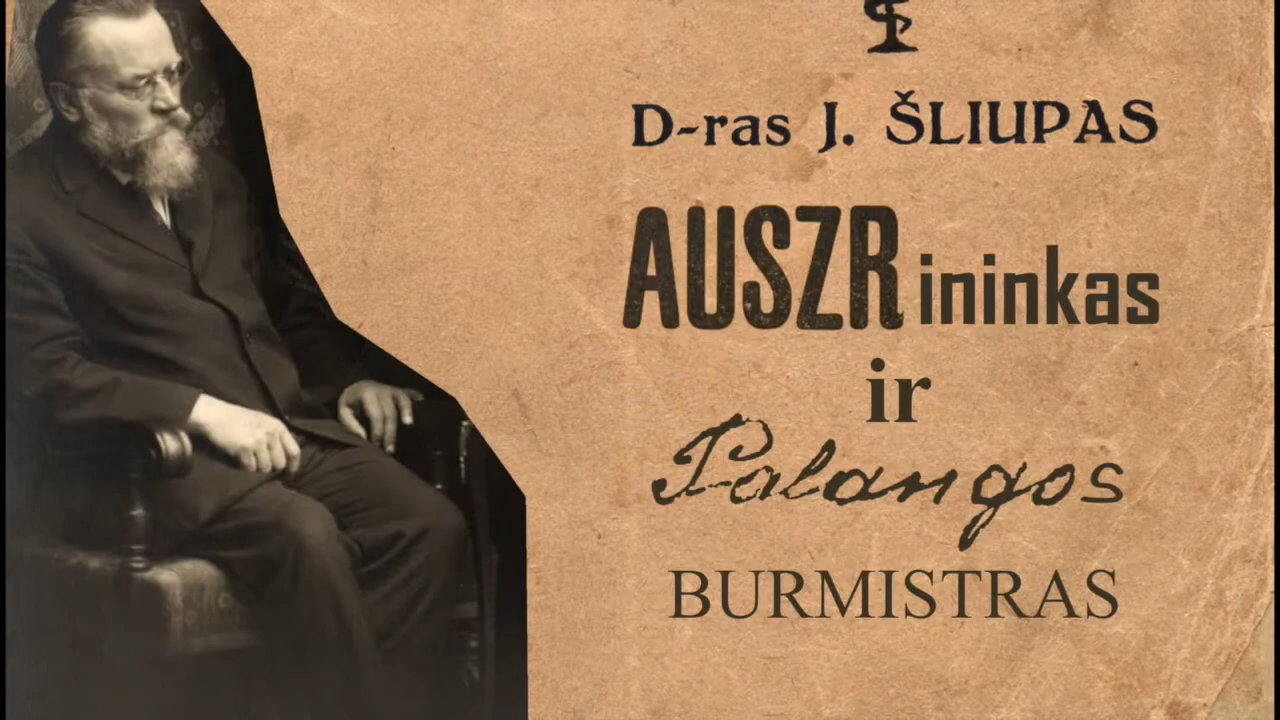 D-ras J. ŠLIUPAS
AUSZRininkas
ir
Palangos
BURMISTRAS